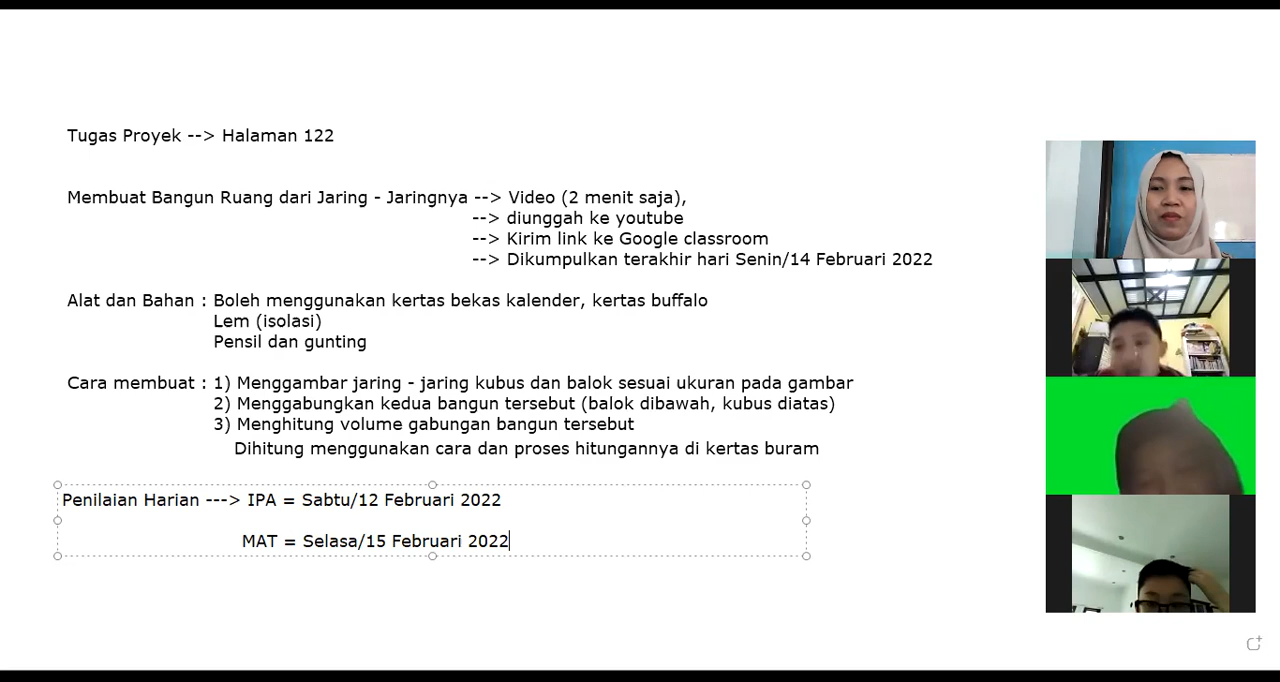 Tugas Proyek --> Halaman 122
Membuat Bangun Ruang dari Jaring - Jaringnya --> Video (2 menit saja),
--> diunggah ke youtube
--> Kirim link ke Google classroom
--> Dikumpulkan terakhir hari Senin/14 Februari 2022
Alat dan Bahan : Boleh menggunakan kertas bekas kalender, kertas buffalo
Lem (isolasi)
Pensil dan gunting
Cara membuat : 1) Menggambar jaring - jaring kubus dan balok sesuai ukuran pada gambar
2) Menggabungkan kedua bangun tersebut (balok dibawah, kubus diatas)
3) Menghitung volume gabungan bangun tersebut
Dihitung menggunakan cara dan proses hitungannya di kertas buram
Penilaian Harian ---> IPA = Sabtu/12 Februari 2022
MAT = Selasa/15 Februari 2022